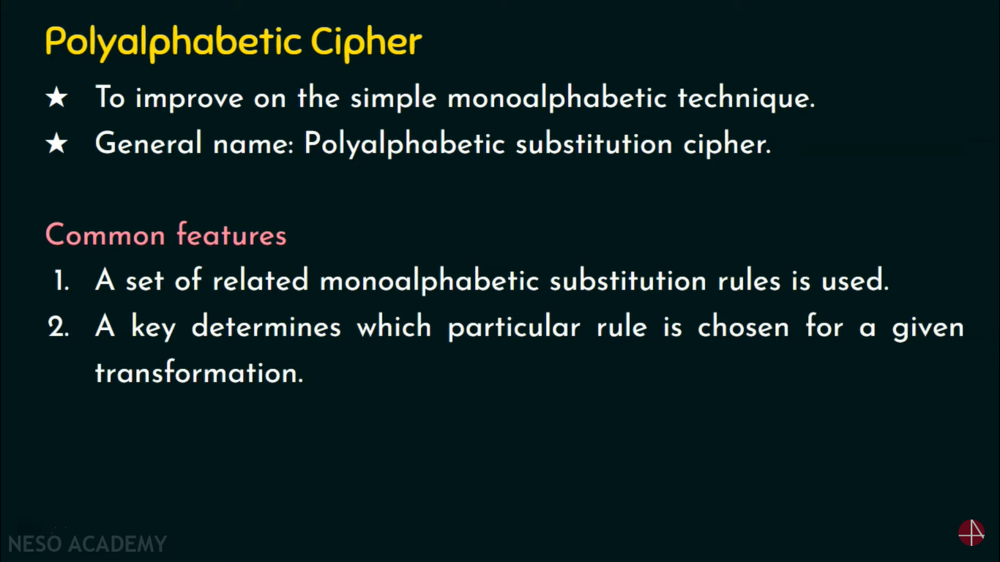 Polyalphabetic Cipher
★ To improve on the simple monoalphabetic technique.
★ General name: Polyalphabetic substitution cipher.
Common features
1. A set of related monoalphabetic substitution rules is used.
2. A key determines which particular rule is chosen for a given
transformation.
NESO ACADEMY